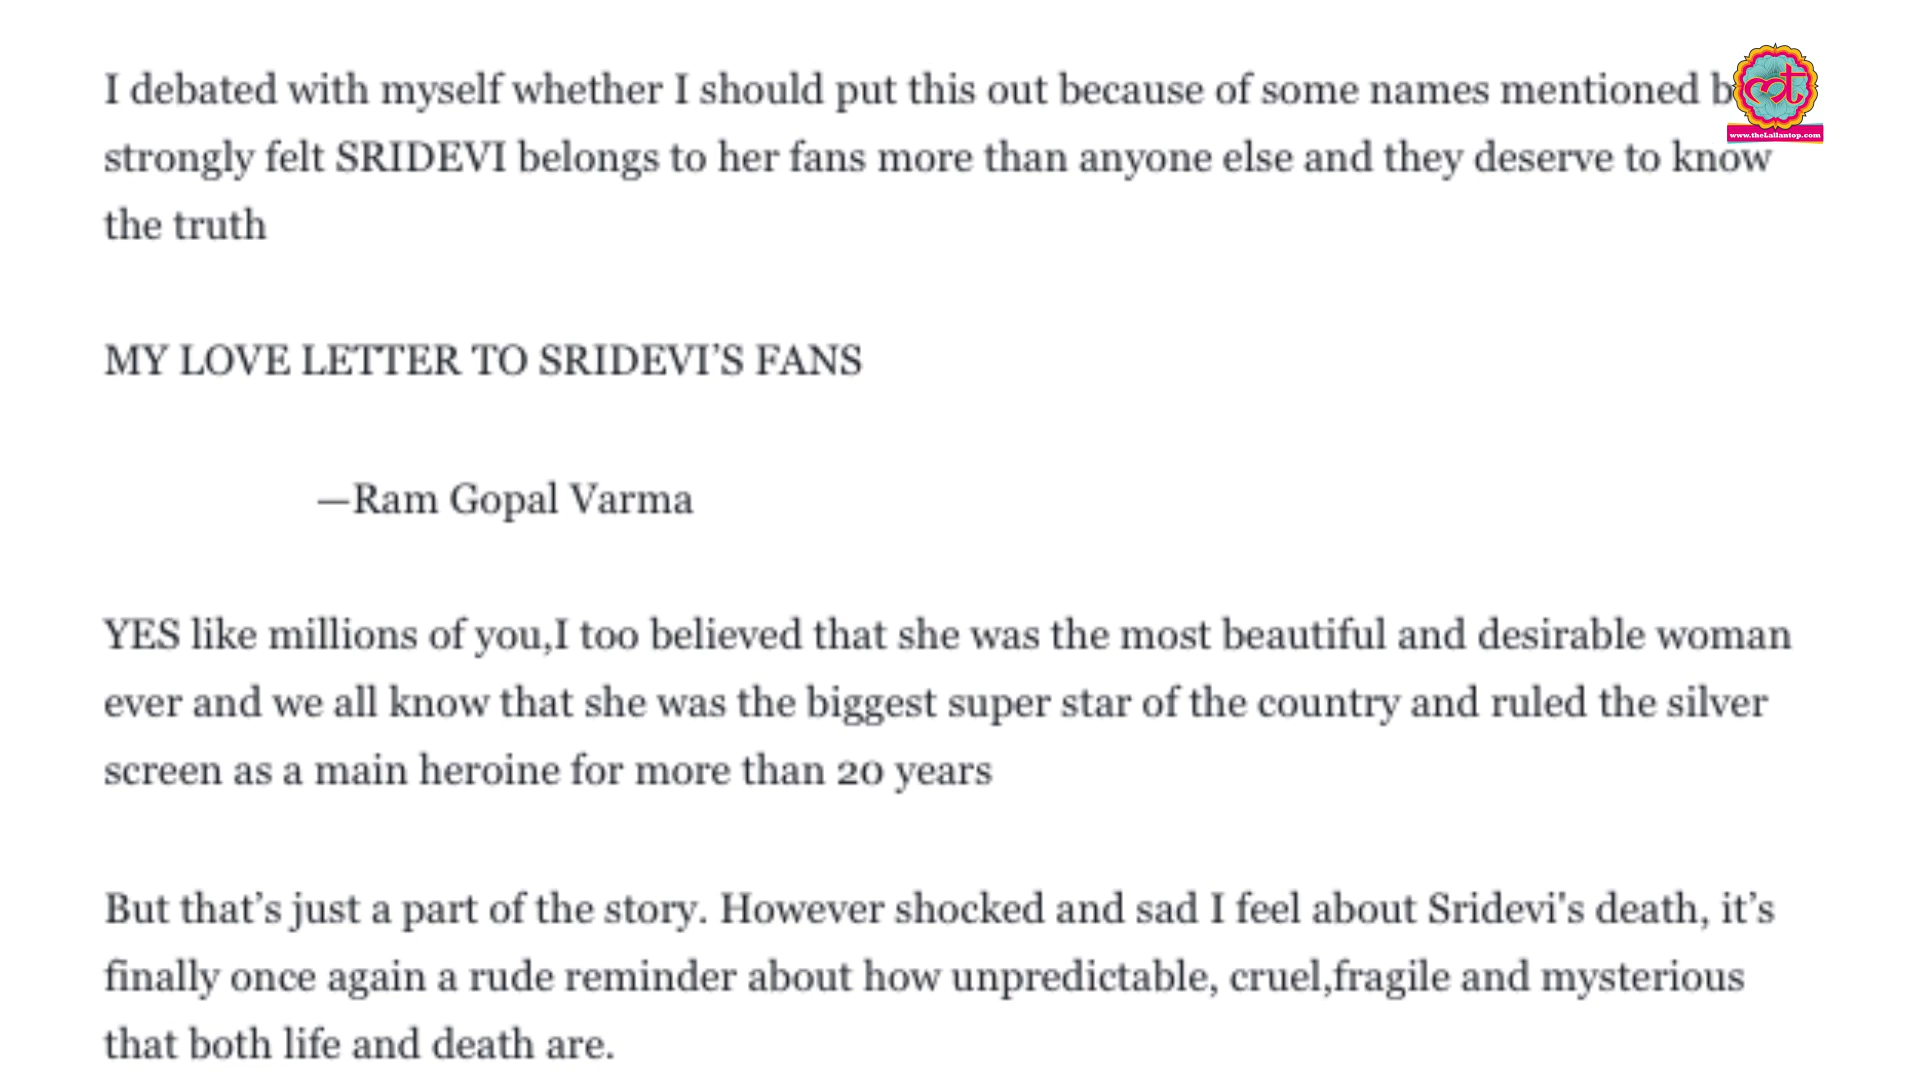 I debated with myself whether I should put this out because of some names mentioned
strongly felt SRIDEVI belongs to her fans more than anyone else and they deserve to know
the truth
MY LOVE LETTER TO SRIDEVI’S FANS
—Ram Gopal Varma
YES like millions of you,I too believed that she was the most beautiful and desirable woman
ever and we all know that she was the biggest super star of the country and ruled the silver
screen as a main heroine for more than 20 years
But that’s just a part of the story. However shocked and sad I feel about Sridevi's death, it’s
finally once again a rude reminder about how unpredictable, cruel,fragile and mysterious
that both life and death are.
www.theLallantop.com